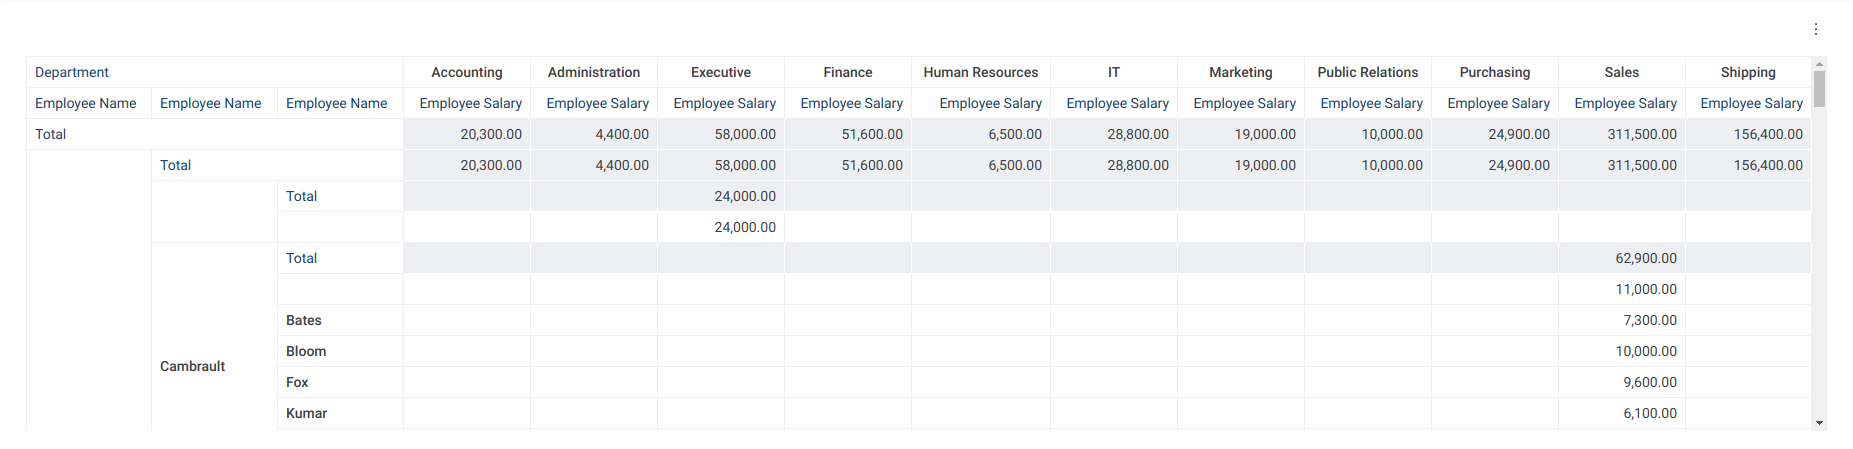 Department Accounting Administration Executive Finance Human Resources IT Marketing Public Relations Purchasing Sales Shipping
Employee Name Employee Name Employee Name Employee Salary Employee Salary Employee Salary Employee Salary Employee Salary Employee Salary Employee Salary Employee Salary Employee Salary Employee Salary Employee Salary
Total 20,300.00 4,400.00 58,000.00 51,600.00 6,500.00 28,800.00 19,000.00 10,000.00 24,900.00 311,500.00 156,400.00
Total 20,300.00 4,400.00 58,000.00 51,600.00 6,500.00 28,800.00 19,000.00 10,000.00 24,900.00 311,500.00 156,400.00
Total 24,000.00
24,000.00
Total 62,900.00
11,000.00
Bates 7,300.00
Bloom 10,000.00
Cambrault
Fox 9,600.00
Kumar 6,100.00